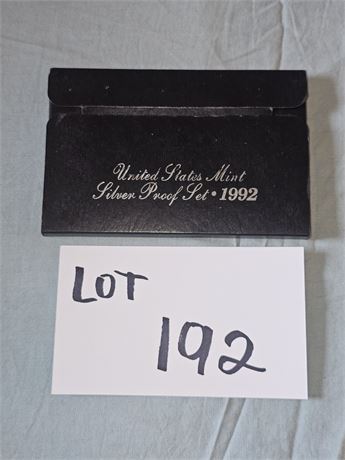 United States Mint
Silver Proof Set • 1992
LOT
192